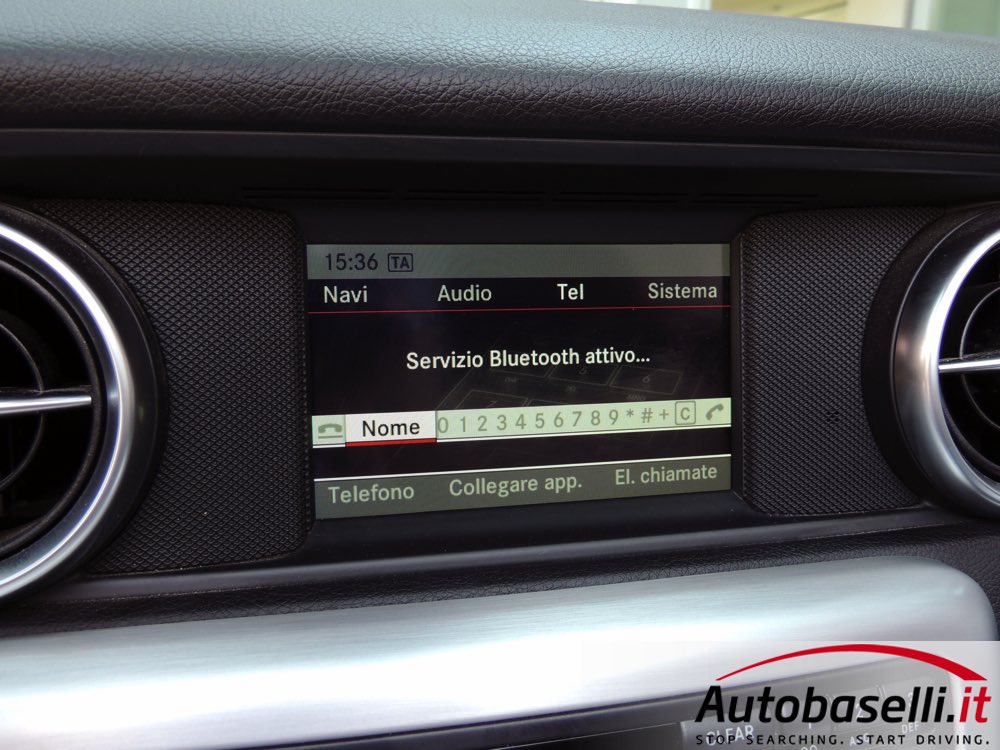 15:36 TA
Navi Audio Tel Sistema
Servizio Bluetooth attivo...
Nome 0 1 2 3 4 5 6 7 8 9 * # + C
Telefono Collegare app. El. chiamate
Autobaselli.it
STOP SEARCHING. START DRIVING.
CLEAR